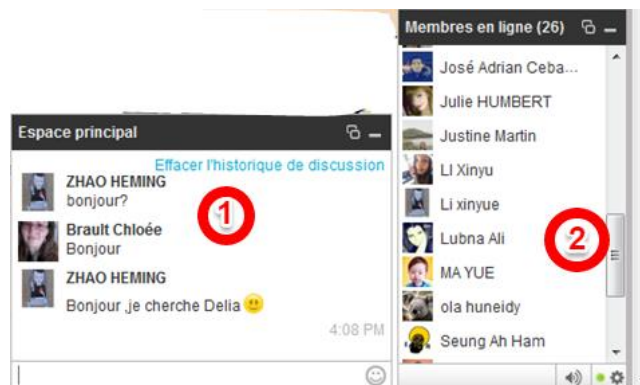 Espace principal
Effacer l'historique de discussion
ZHAO HEMING
bonjour?
1
Brault Chloée
Bonjour
ZHAO HEMING
Bonjour ,je cherche Delia
4:08 PM
Membres en ligne (26)
José Adrian Ceba...
Julie HUMBERT
Justine Martin
LI Xinyu
Li xinyue
Lubna Ali
2
MA YUE
ola huneidy
Seung Ah Ham